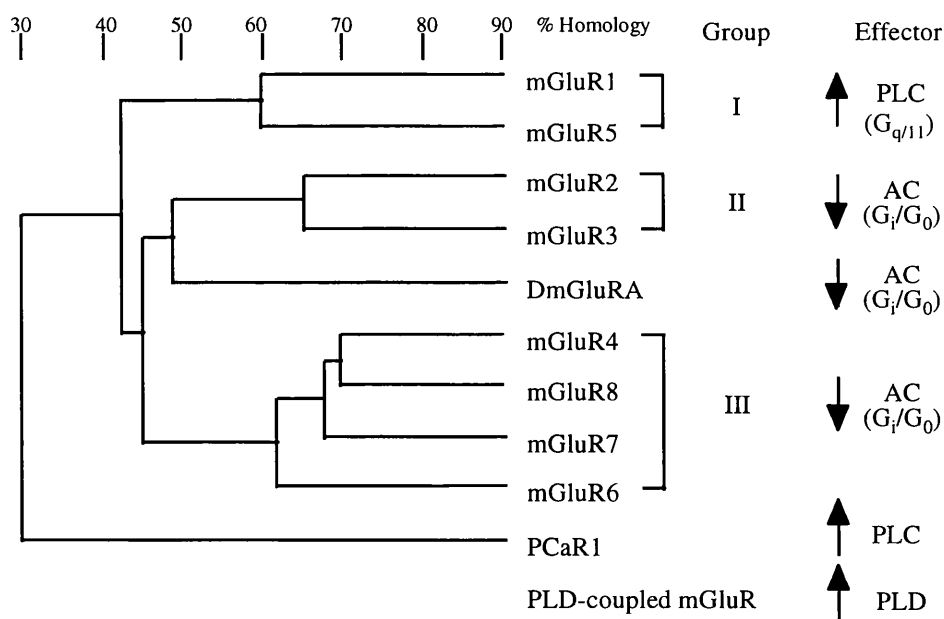 30 40 50 60 70 80 90 % Homology Group Effector
mGluR1
mGluR5
I
PLC
(Gq/11)
mGluR2
mGluR3
II
AC
(Gi/G0)
DmGluRA
AC
(Gi/G0)
mGluR4
mGluR8
mGluR7
mGluR6
III
AC
(Gi/G0)
PCaR1 PLC
PLD-coupled mGluR PLD